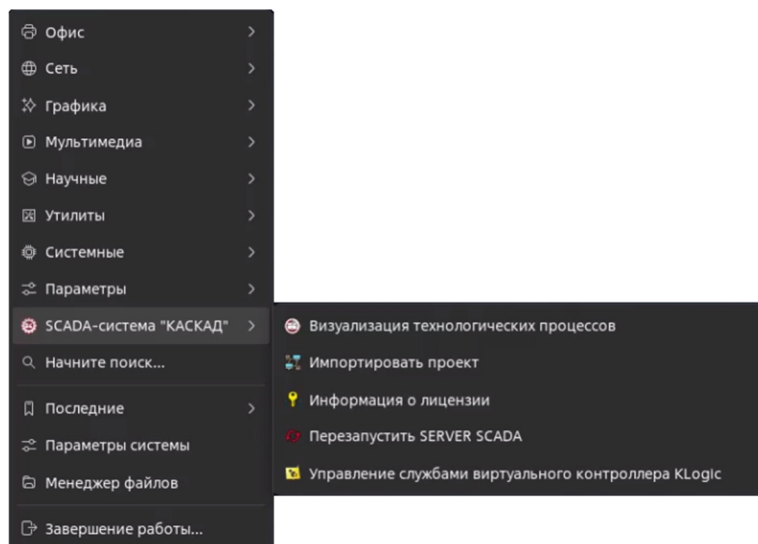 Офис
Сеть
Графика
Мультимедиа
Научные
Утилиты
Системные
Параметры
SCADA-система "КАСКАД"
Начните поиск...
Последние
Параметры системы
Менеджер файлов
Завершение работы...
Визуализация технологических процессов
Импортировать проект
Информация о лицензии
Перезапустить SERVER SCADA
Управление службами виртуального контроллера KLogic